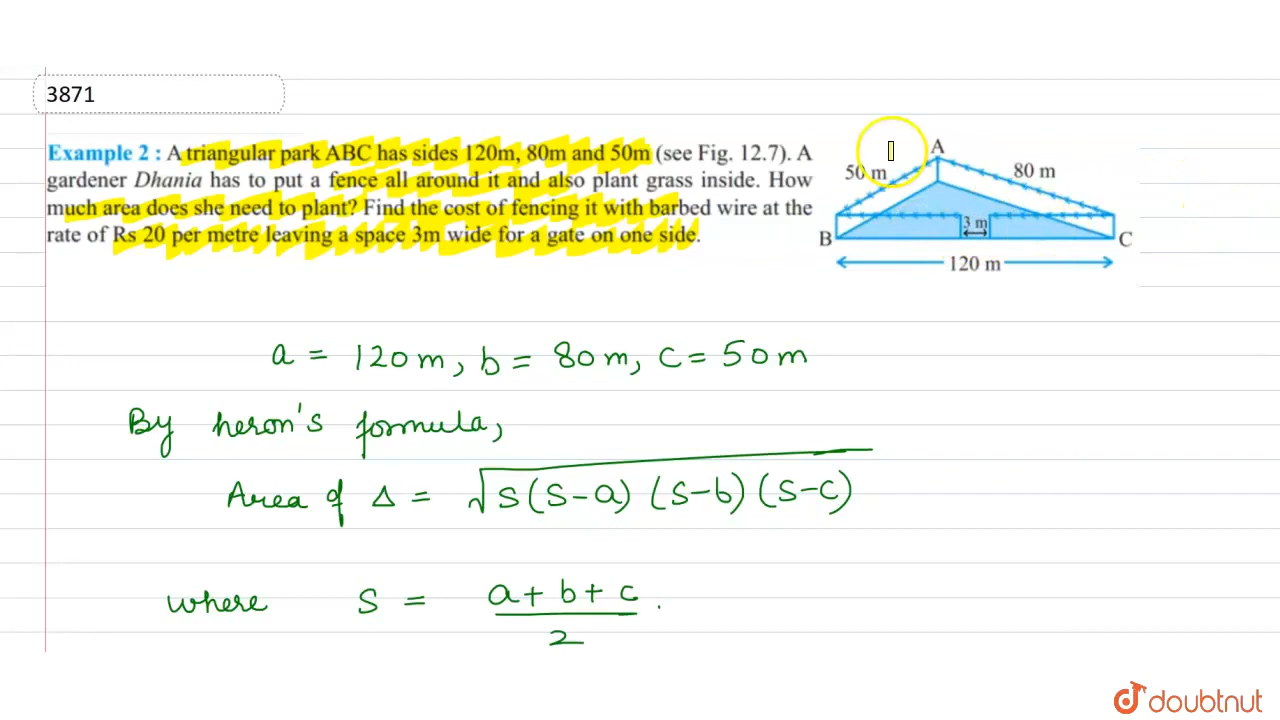 3871
Example 2 : A triangular park ABC has sides 120m, 80m and 50m (see Fig. 12.7). A
gardener Dhania has to put a fence all around it and also plant grass inside. How
much area does she need to plant? Find the cost of fencing it with barbed wire at the
rate of Rs 20 per metre leaving a space 3m wide for a gate on one side.
A
50 m
80 m
3 m
B
C
120 m
a = 120 m, b = 80 m, c = 50 m
By heron's formula,
Area of Δ = √s(s-a)(s-b)(s-c)
where s = a+b+c
2
doubtnut